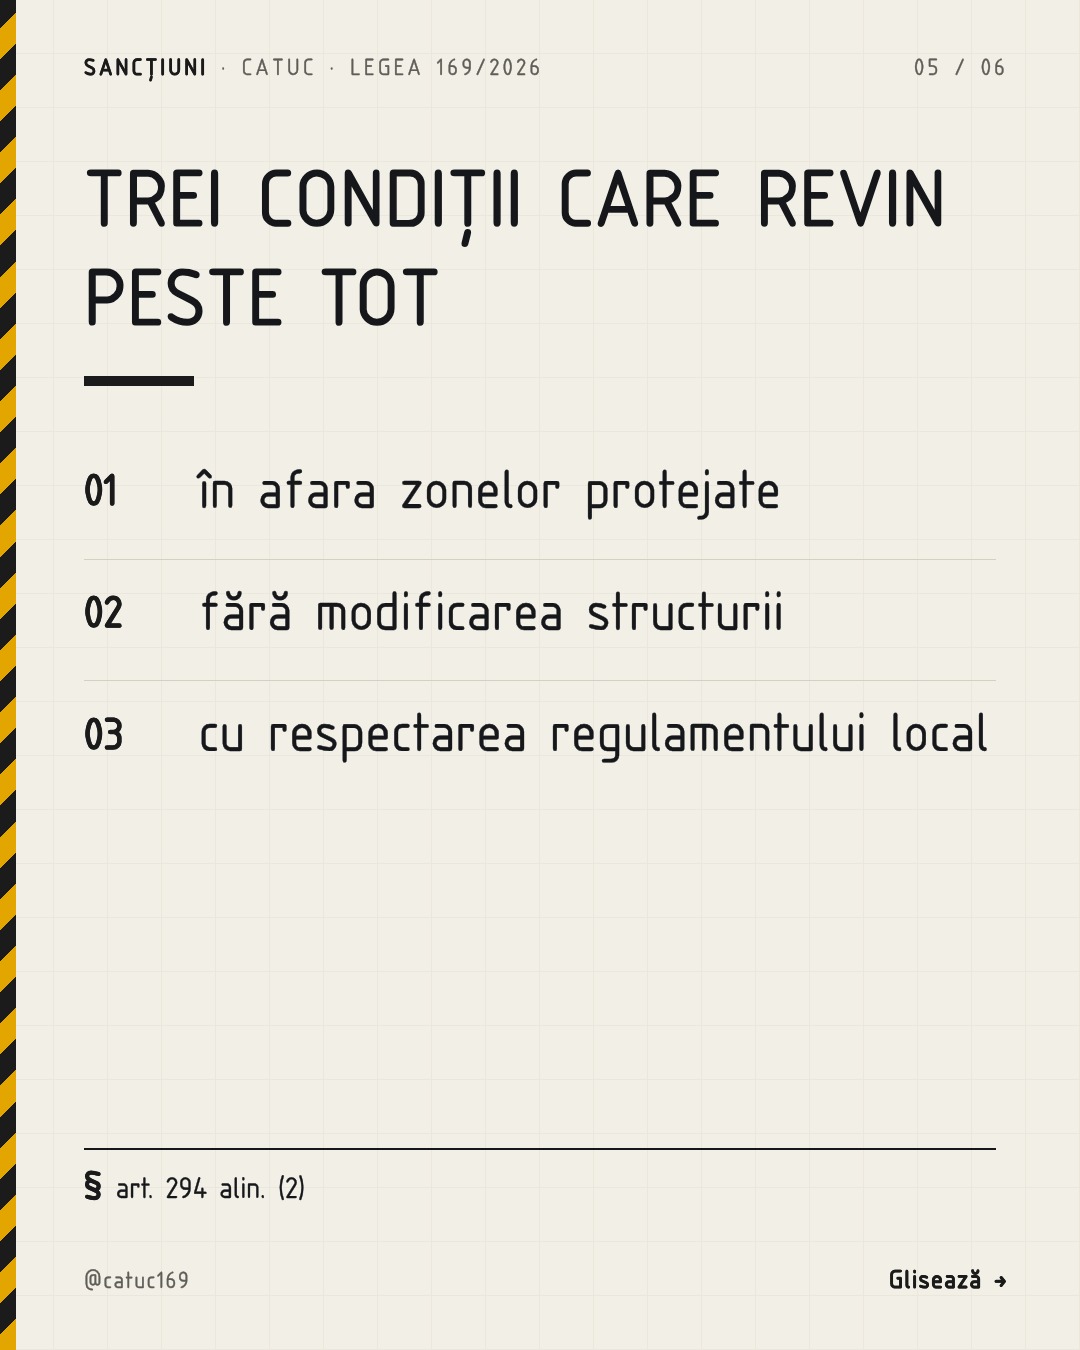 SANCȚIUNI · CATUC · LEGEA 169/2026
05 / 06
TREI CONDIȚII CARE REVIN
PESTE TOT
01 în afara zonelor protejate
02 fără modificarea structurii
03 cu respectarea regulamentului local
§ art. 294 alin. (2)
@catuc169
Glisează →